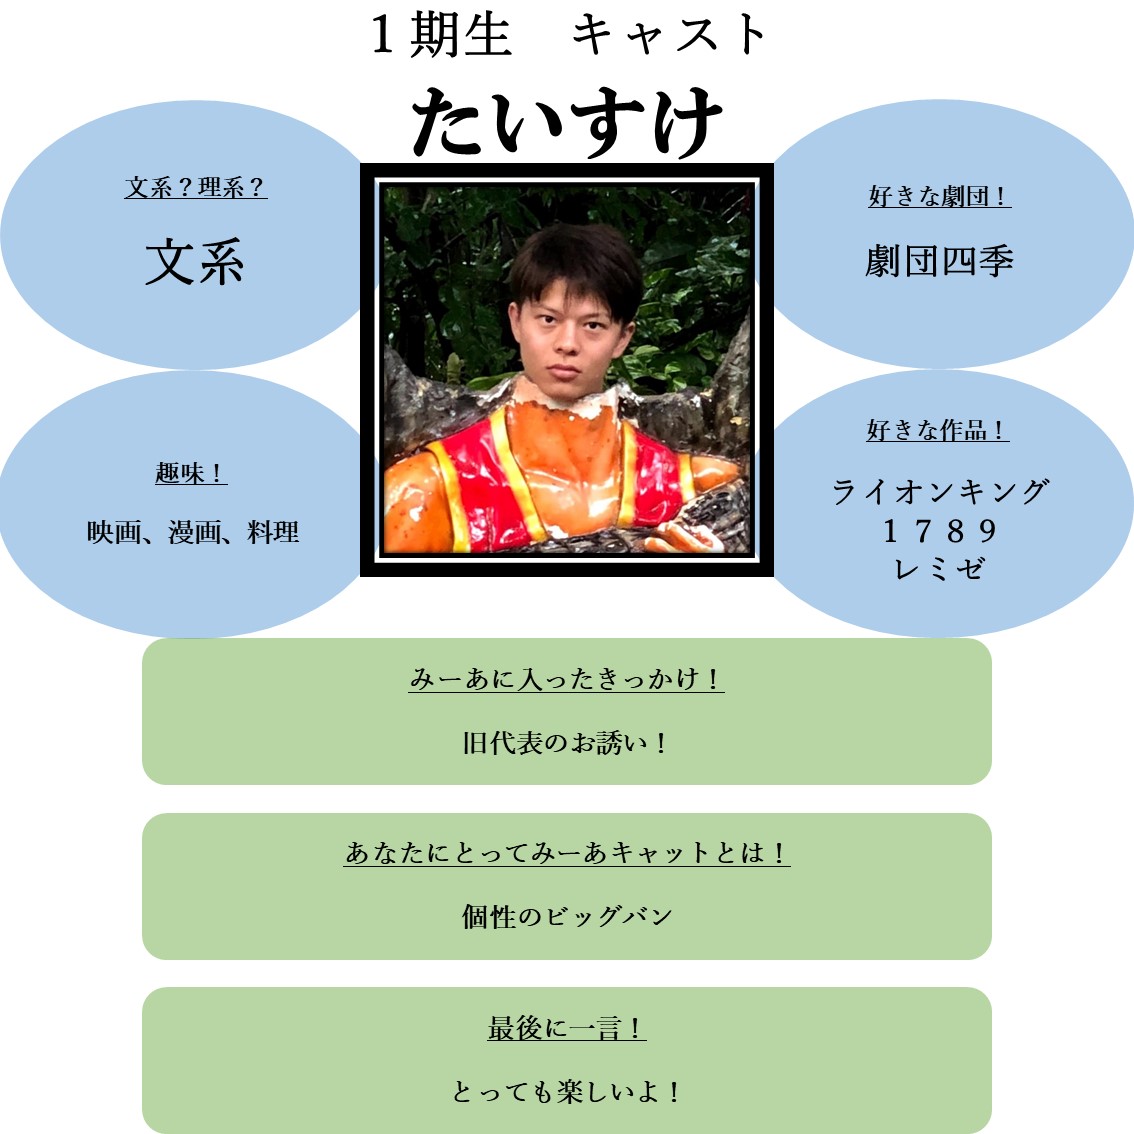 １期生　キャスト
たいすけ
文系？理系？
文系
好きな劇団！
劇団四季
趣味！
映画、漫画、料理
好きな作品！
ライオンキング
１７８９
レミゼ
みーあに入ったきっかけ！
旧代表のお誘い！
あなたにとってみーあキャットとは！
個性のビッグバン
最後に一言！
とっても楽しいよ！